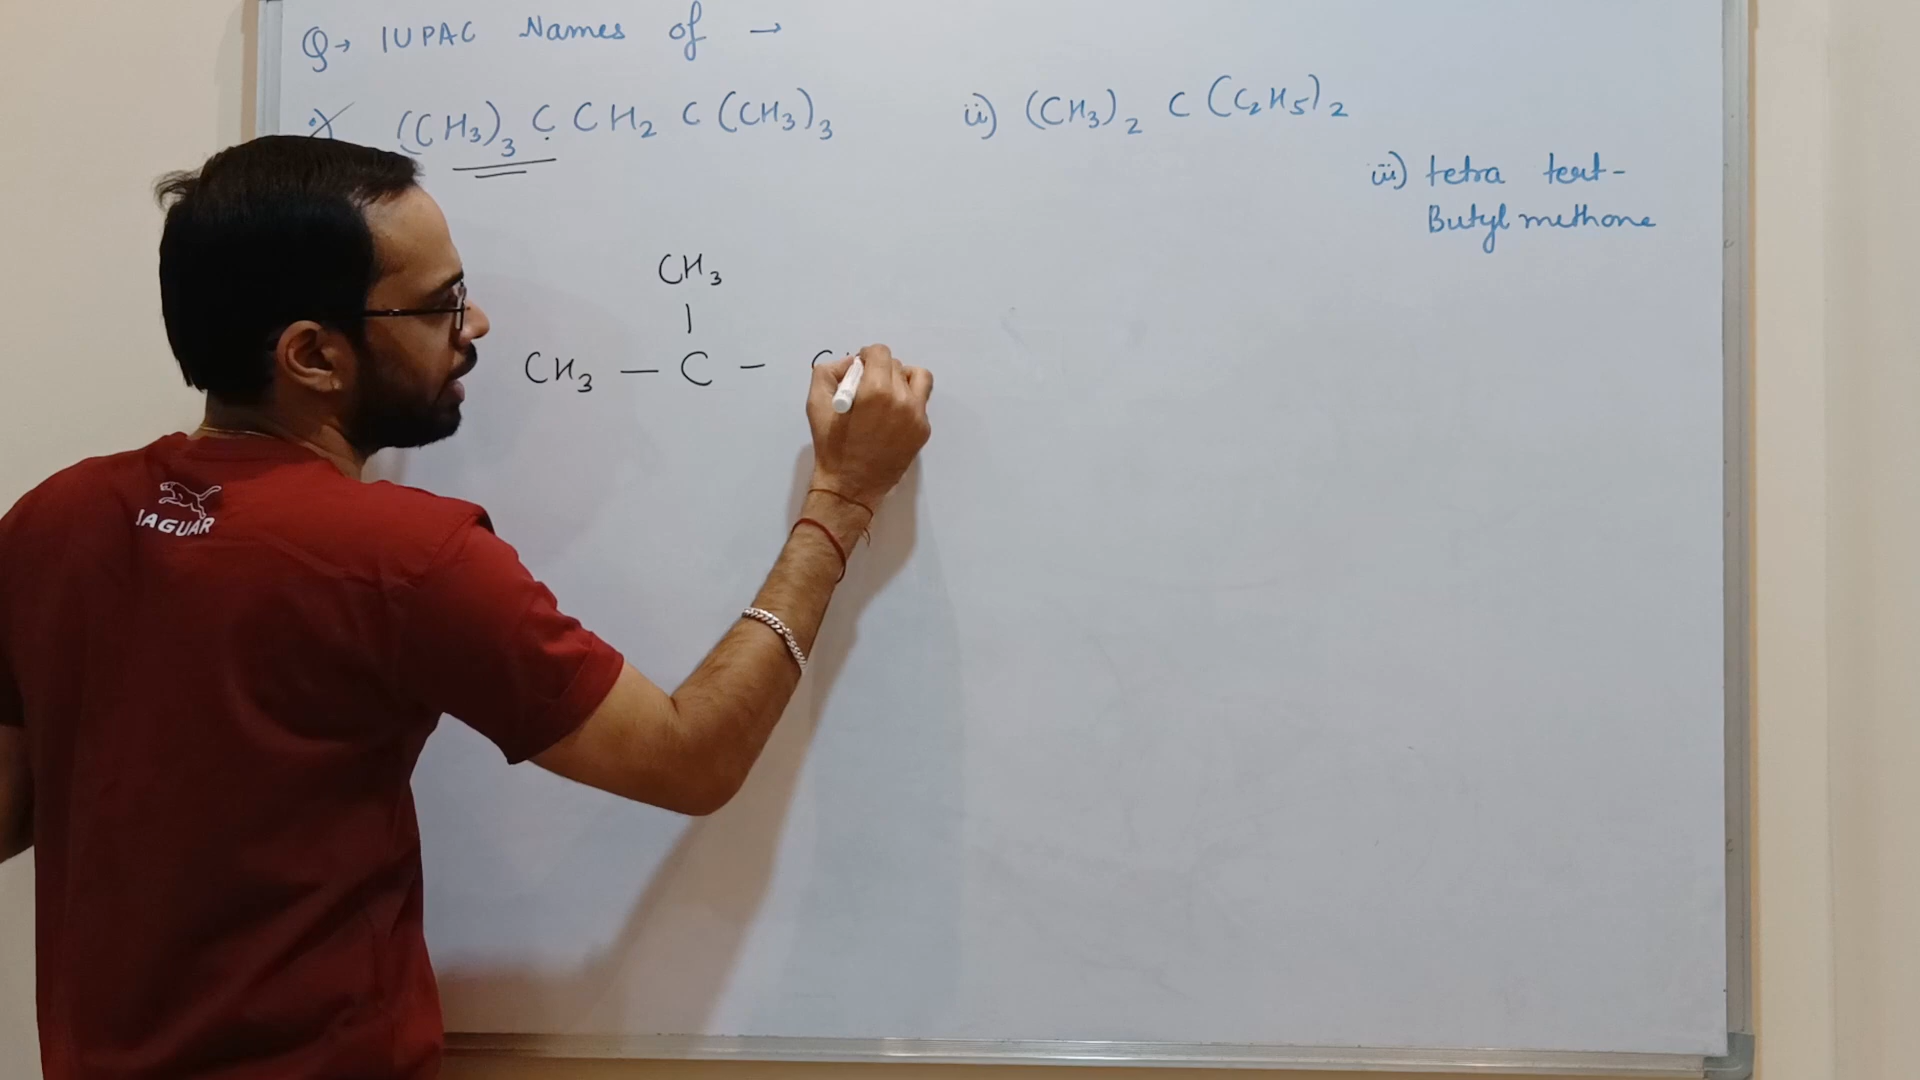 Q→ IUPAC Names of →
(CH3)3 C CH2 C (CH3)3
ii) (CH3)2 C (C2H5)2
iii) tetra tert-
Butyl methane
CH3
|
CH3 — C -
JAGUAR